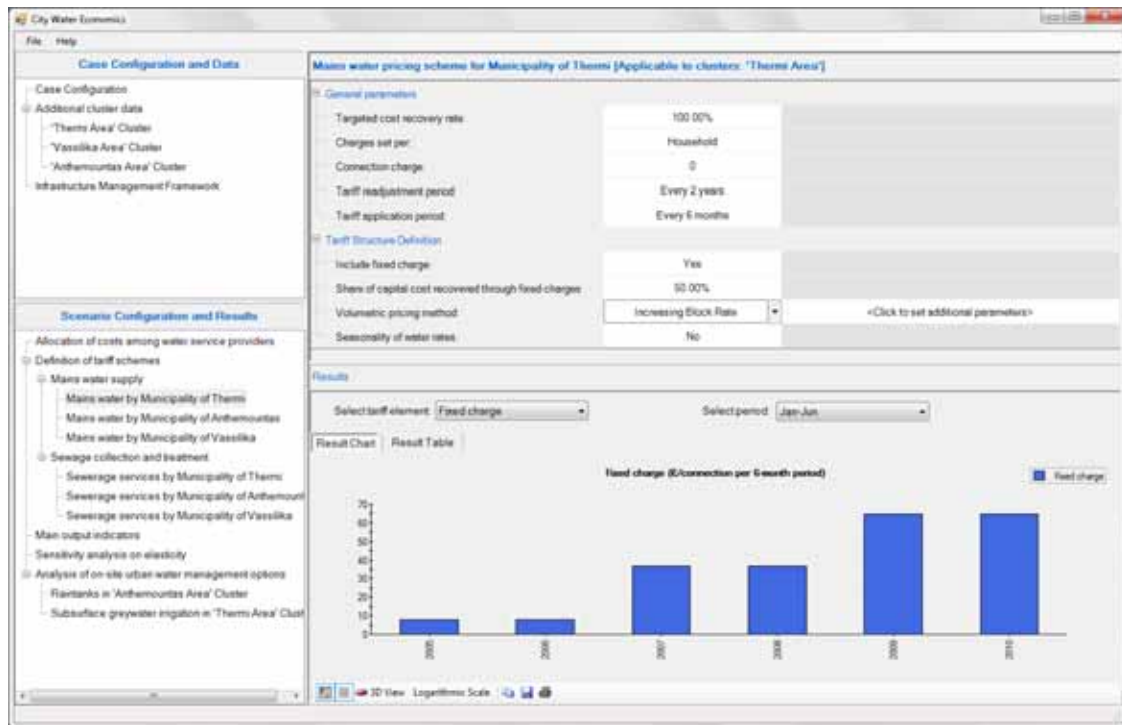 City Water Economics
File Help
Case Configuration and Data
Case Configuration
Additional cluster data
'Thermi Area' Cluster
'Vassilika Area' Cluster
'Anthemountas Area' Cluster
Infrastructure Management Framework
Scenario Configuration and Results
Allocation of costs among water service providers
Definition of tariff schemes
Mains water supply
Mains water by Municipality of Thermi
Mains water by Municipality of Anthemountas
Mains water by Municipality of Vassilika
Sewage collection and treatment
Sewerage services by Municipality of Thermi
Sewerage services by Municipality of Anthemount
Sewerage services by Municipality of Vassilika
Main output indicators
Sensitivity analysis on elasticity
Analysis of on-site urban water management options
Raintanks in 'Anthemountas Area' Cluster
Subsurface greywater irrigation in 'Thermi Area' Clust
Mains water pricing scheme for Municipality of Thermi [Applicable to clusters: 'Thermi Area']
General parameters
Targeted cost recovery rate: 100.00%
Charges set per: Household
Connection charge: 0
Tariff readjustment period: Every 2 years
Tariff application period: Every 6 months
Tariff Structure Definition
Include fixed charge: Yes
Share of capital cost recovered through fixed charges: 50.00%
Volumetric pricing method: Increasing Block Rate <Click to set additional parameters>
Seasonality of water rates: No
Results
Select tariff element: Fixed charge Select period: Jan-Jun
Result Chart Result Table
Fixed charge (€/connection per 6-month period)
Fixed charge
70
60
50
40
30
20
10
0
2005 2006 2007 2008 2009 2010
3D View Logarithmic Scale